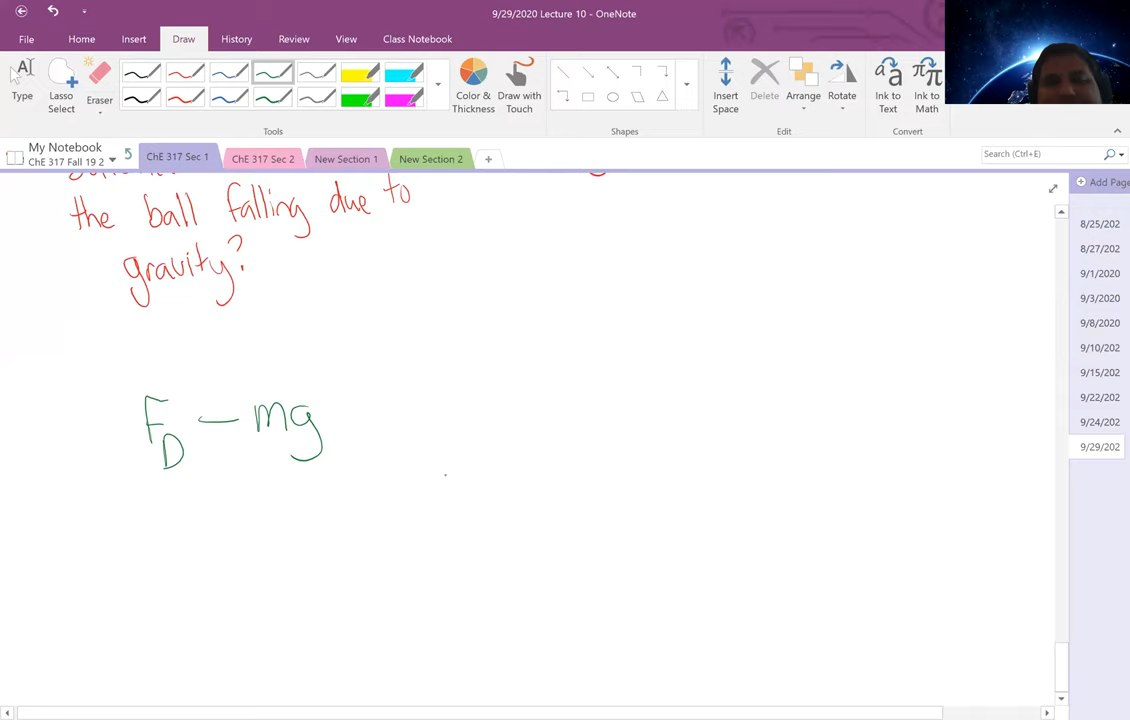 9/29/2020 Lecture 10 - OneNote
File Home Insert Draw History Review View Class Notebook
Type
Lasso Select
Eraser
Color & Thickness
Draw with Touch
Insert Space
Delete
Arrange
Rotate
Ink to Text
Ink to Math
Tools
Shapes
Edit
Convert
My Notebook
ChE 317 Fall 19 2
ChE 317 Sec 1
ChE 317 Sec 2
New Section 1
New Section 2
Search (Ctrl+E)
Add Page
8/25/202
8/27/202
9/1/2020
9/3/2020
9/8/2020
9/10/202
9/15/202
9/22/202
9/24/202
9/29/202
the ball falling due to
gravity?
F_D - mg